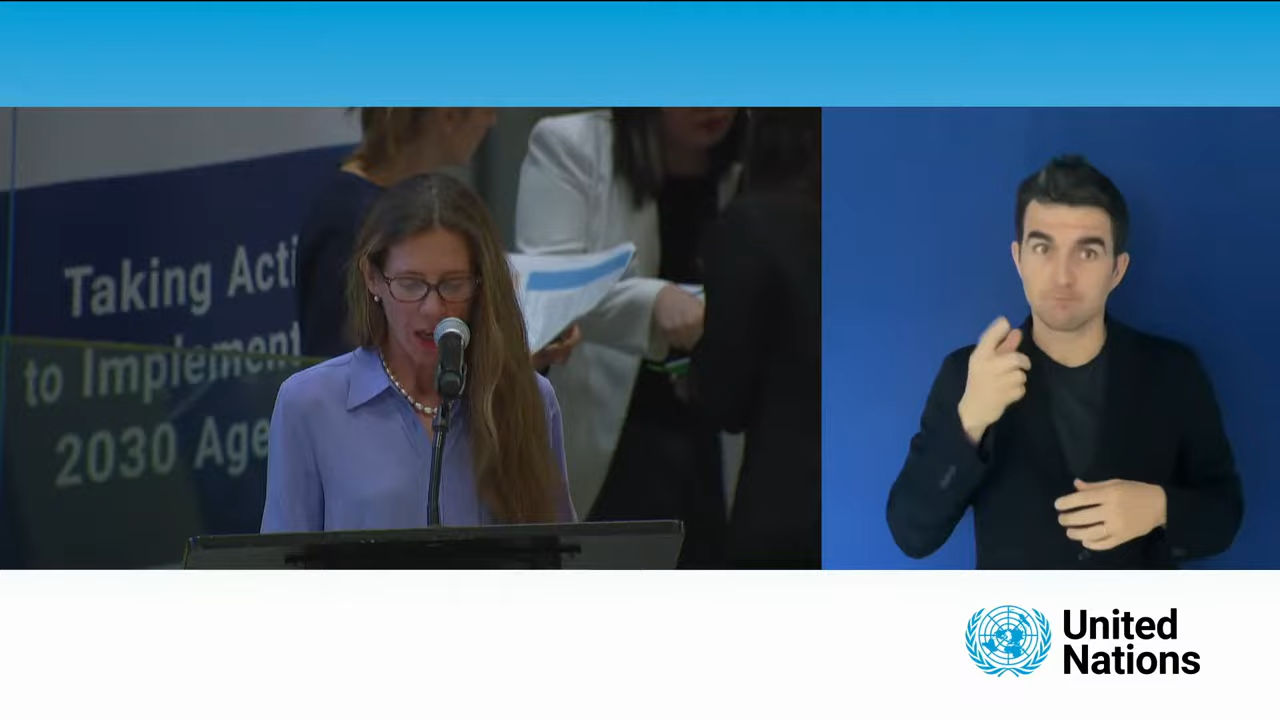 Taking Acti
to Implement
2030 Age
United
Nations